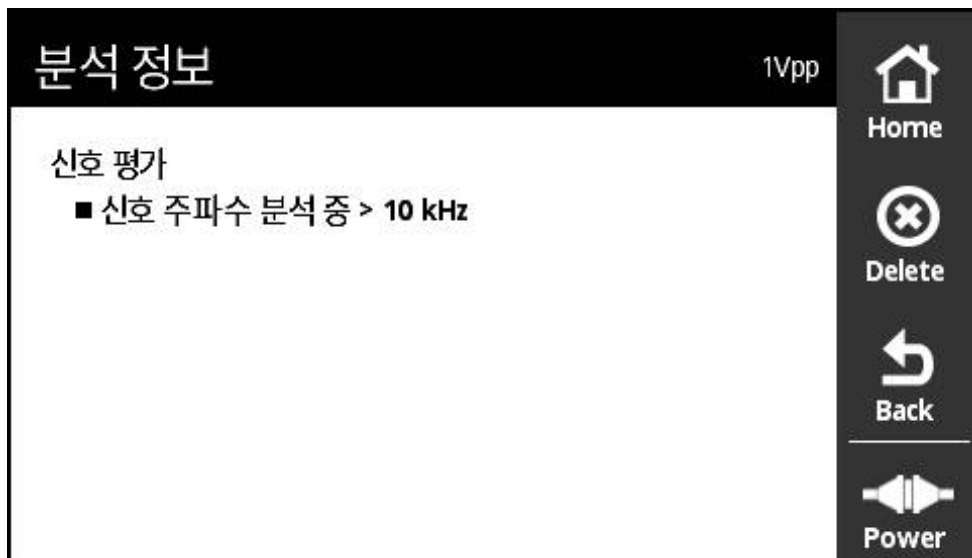 분석 정보
1Vpp
Home
신호 평가
■ 신호 주파수 분석 중 > 10 kHz
Delete
Back
Power